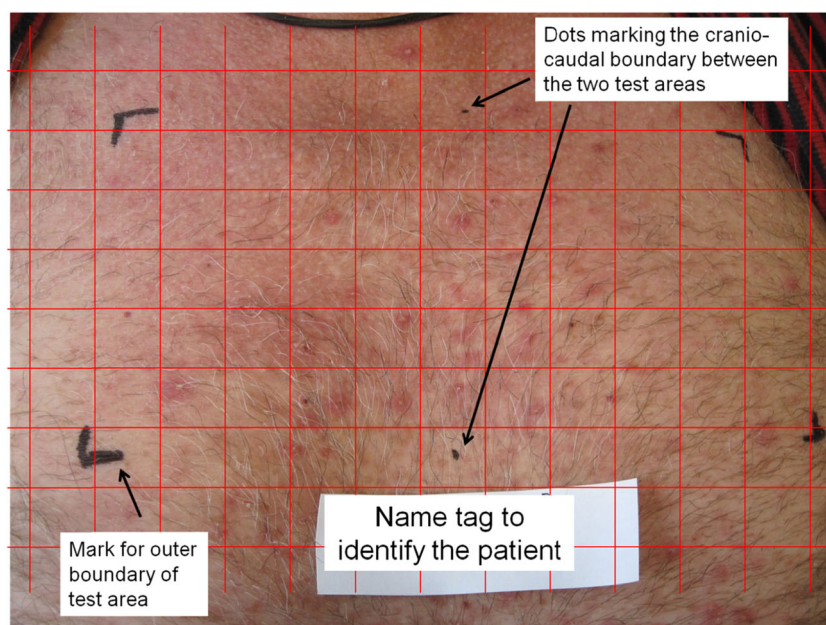 Dots marking the cranio-
caudal boundary between
the two test areas
Name tag to
identify the patient
Mark for outer
boundary of
test area